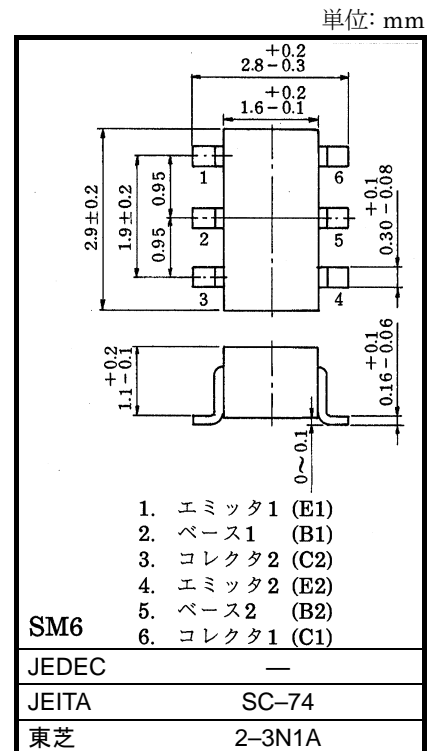 単位: mm
+0.2
2.8−0.3
+0.2
1.6−0.1
1
6
2
5
3
4
2.9±0.2
1.9±0.2
0.95
0.95
+0.1
0.30−0.08
+0.2
1.1−0.1
+0.1
0.16−0.06
0~0.1
1. エミッタ1 (E1)
2. ベース1 (B1)
3. コレクタ2 (C2)
4. エミッタ2 (E2)
5. ベース2 (B2)
6. コレクタ1 (C1)
SM6
JEDEC —
JEITA SC–74
東芝 2–3N1A